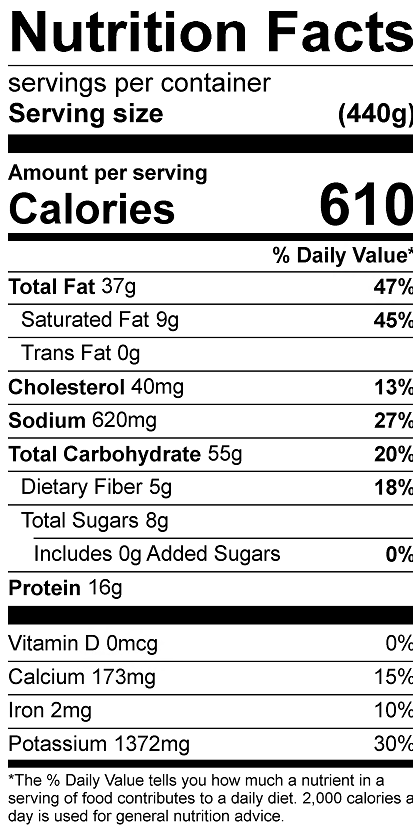 Nutrition Facts
servings per container
Serving size (440g)
Amount per serving
Calories 610
% Daily Value*
Total Fat 37g 47%
Saturated Fat 9g 45%
Trans Fat 0g
Cholesterol 40mg 13%
Sodium 620mg 27%
Total Carbohydrate 55g 20%
Dietary Fiber 5g 18%
Total Sugars 8g
Includes 0g Added Sugars 0%
Protein 16g
Vitamin D 0mcg 0%
Calcium 173mg 15%
Iron 2mg 10%
Potassium 1372mg 30%
*The % Daily Value tells you how much a nutrient in a
serving of food contributes to a daily diet. 2,000 calories a
day is used for general nutrition advice.